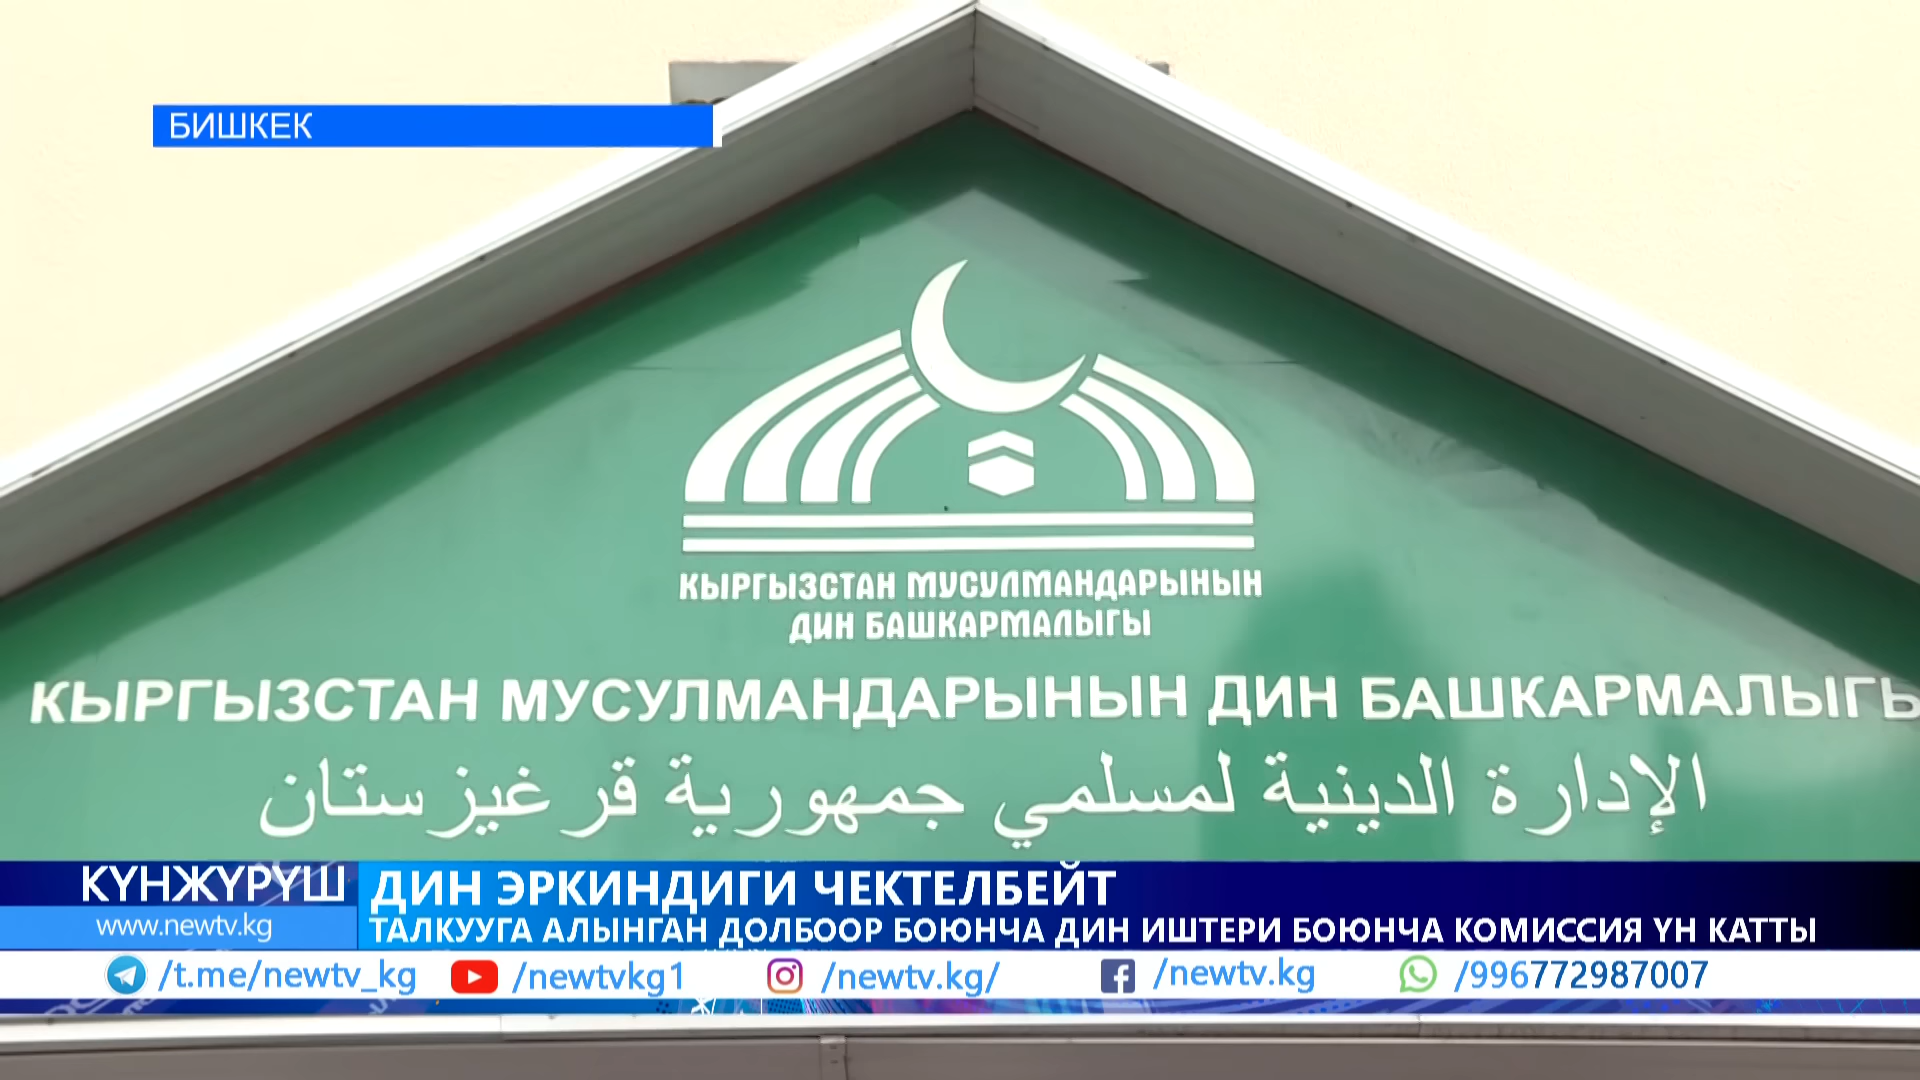 БИШКЕК
КЫРГЫЗСТАН МУСУЛМАНДАРЫНЫН
ДИН БАШКАРМАЛЫГЫ
КЫРГЫЗСТАН МУСУЛМАНДАРЫНЫН ДИН БАШКАРМАЛЫГЫ
الإدارة الدينية لمسلمي جمهورية قرغيزستان
КҮНЖҮРҮШ
www.newtv.kg
ДИН ЭРКИНДИГИ ЧЕКТЕЛБЕЙТ
ТАЛКУУГА АЛЫНГАН ДОЛБООР БОЮНЧА ДИН ИШТЕРИ БОЮНЧА КОМИССИЯ ҮН КАТТЫ
/t.me/newtv_kg /newtvkg1 /newtv.kg/ /newtv.kg /996772987007